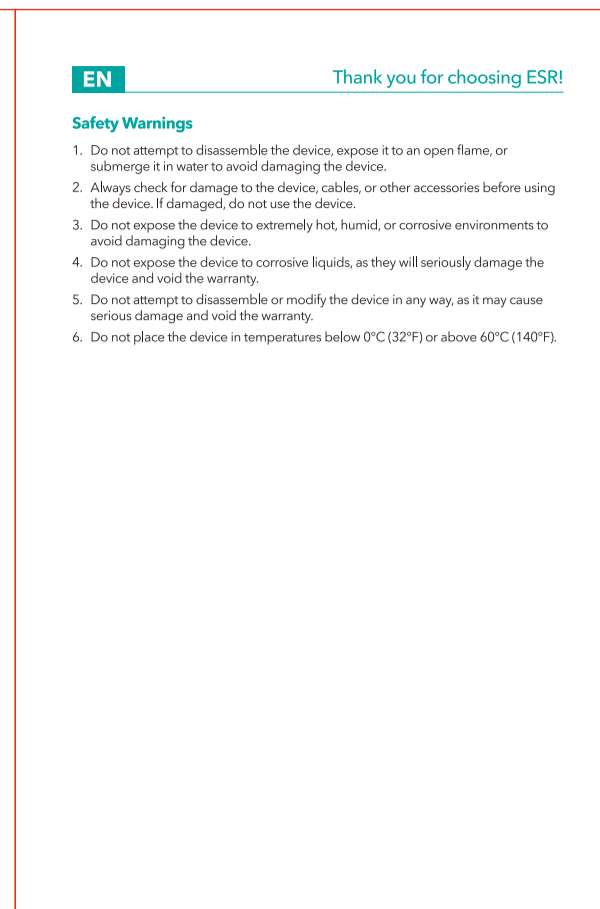 EN
Thank you for choosing ESR!
Safety Warnings
1. Do not attempt to disassemble the device, expose it to an open flame, or
submerge it in water to avoid damaging the device.
2. Always check for damage to the device, cables, or other accessories before using
the device. If damaged, do not use the device.
3. Do not expose the device to extremely hot, humid, or corrosive environments to
avoid damaging the device.
4. Do not expose the device to corrosive liquids, as they will seriously damage the
device and void the warranty.
5. Do not attempt to disassemble or modify the device in any way, as it may cause
serious damage and void the warranty.
6. Do not place the device in temperatures below 0°C (32°F) or above 60°C (140°F).